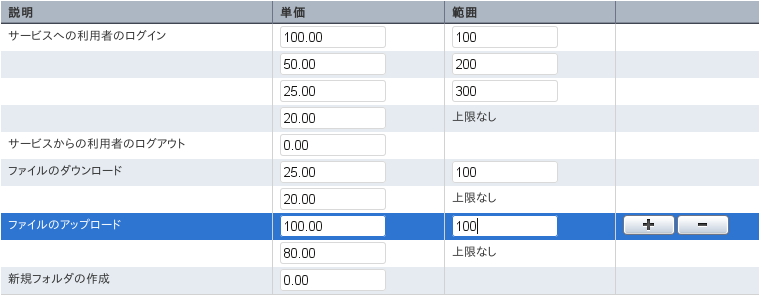 説明 単価 範囲
サービスへの利用者のログイン 100.00 100
50.00 200
25.00 300
20.00 上限なし
サービスからの利用者のログアウト 0.00
ファイルのダウンロード 25.00 100
20.00 上限なし
ファイルのアップロード 100.00 100
80.00 上限なし
新規フォルダの作成 0.00